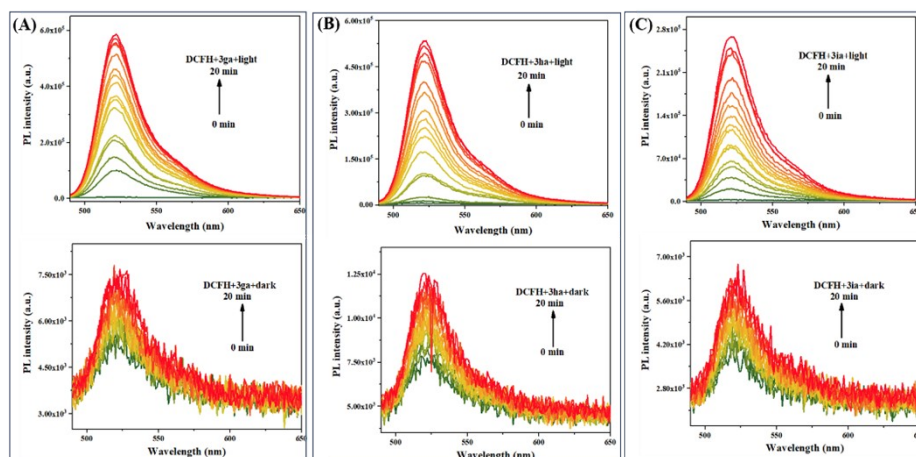 (A)
6.0x10⁵
4.0x10⁵
2.0x10⁵
0.0
PL intensity (a.u.)
DCFH+3ga+light
20 min
0 min
500 550 600 650
Wavelength (nm)
7.50x10³
6.00x10³
4.50x10³
3.00x10³
PL intensity (a.u.)
DCFH+3ga+dark
20 min
0 min
500 550 600 650
Wavelength (nm)
(B)
6.00x10⁵
4.50x10⁵
3.00x10⁵
1.50x10⁵
0.00
PL intensity (a.u.)
DCFH+3ha+light
20 min
0 min
500 550 600 650
Wavelength (nm)
1.25x10⁴
1.00x10⁴
7.50x10³
5.00x10³
PL intensity (a.u.)
DCFH+3ha+dark
20 min
0 min
500 550 600 650
Wavelength (nm)
(C)
2.8x10⁵
2.1x10⁵
1.4x10⁵
7.0x10⁴
0.0
PL intensity (a.u.)
DCFH+3ia+light
20 min
0 min
500 550 600 650
Wavelength (nm)
7.00x10³
5.60x10³
4.20x10³
2.80x10³
PL intensity (a.u.)
DCFH+3ia+dark
20 min
0 min
500 550 600 650
Wavelength (nm)